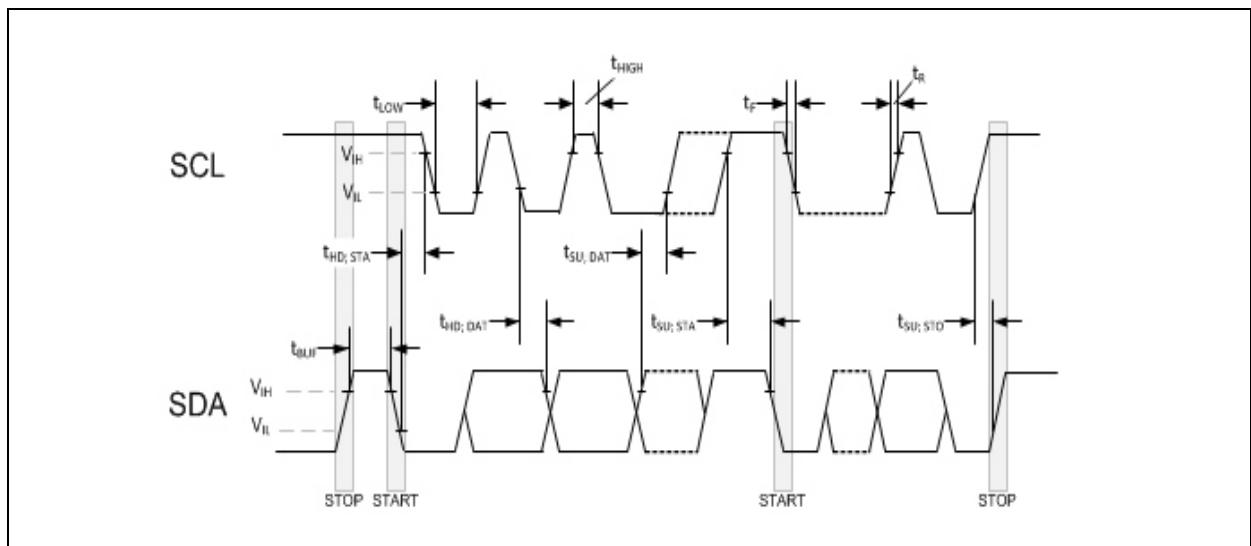 tHIGH
tR
tLOW
tF
SCL
VIH
VIL
tHD; STA
tSU; DAT
tHD; DAT
tSU; STA
tSU; STO
tBUF
VIH
SDA
VIL
STOP START START STOP